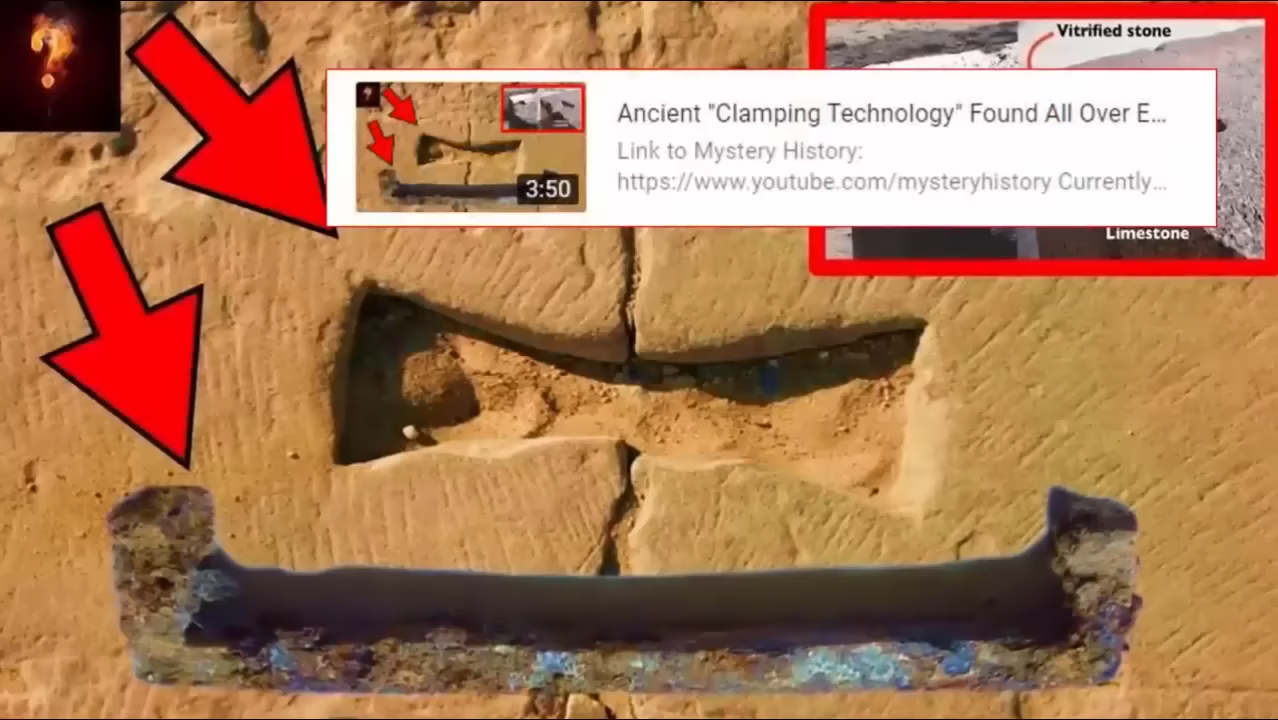 Vitrified stone
Ancient "Clamping Technology" Found All Over E...
Link to Mystery History:
https://www.youtube.com/mysteryhistory Currently...
3:50
Limestone